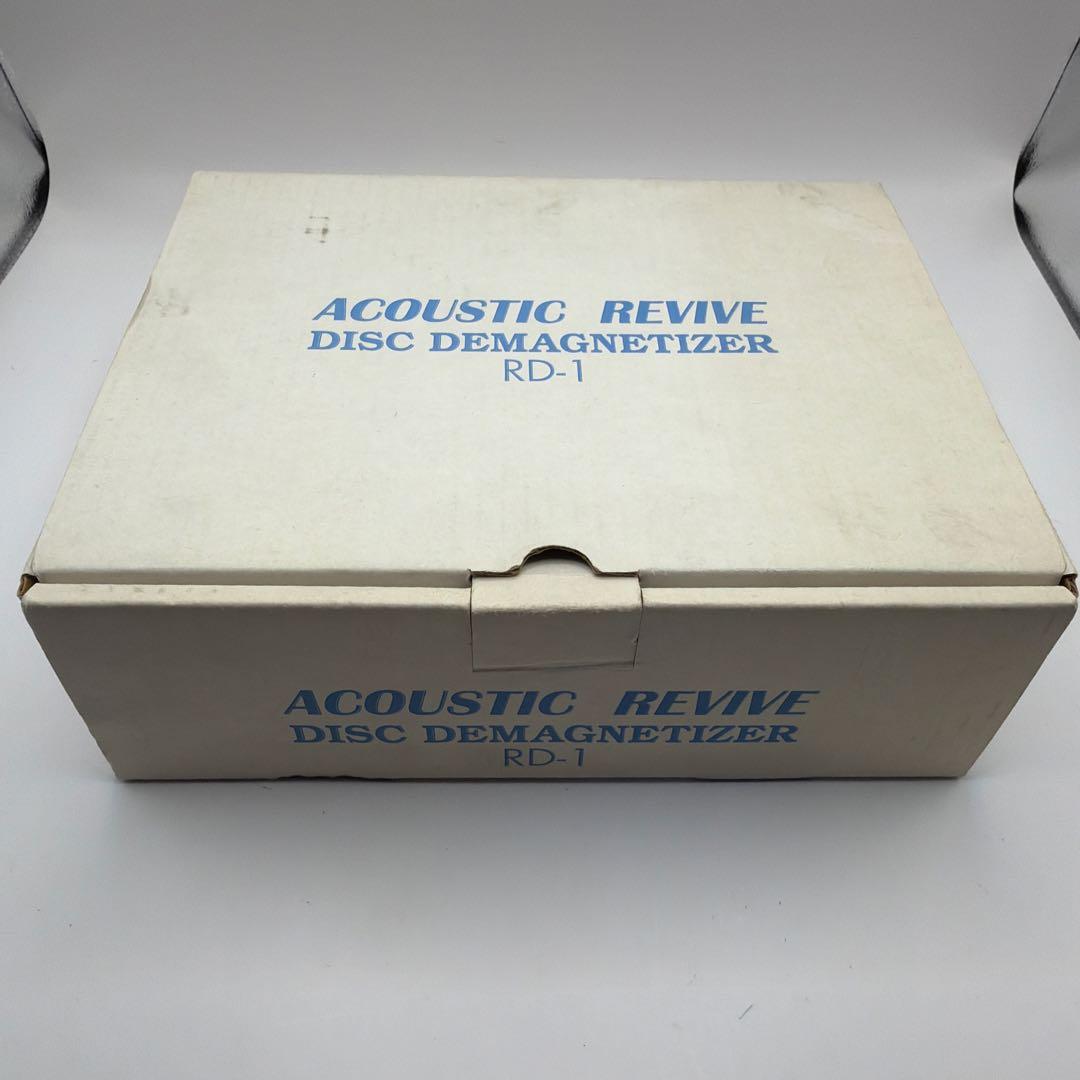 ACOUSTIC REVIVE
DISC DEMAGNETIZER
RD-1
ACOUSTIC REVIVE
DISC DEMAGNETIZER
RD-1